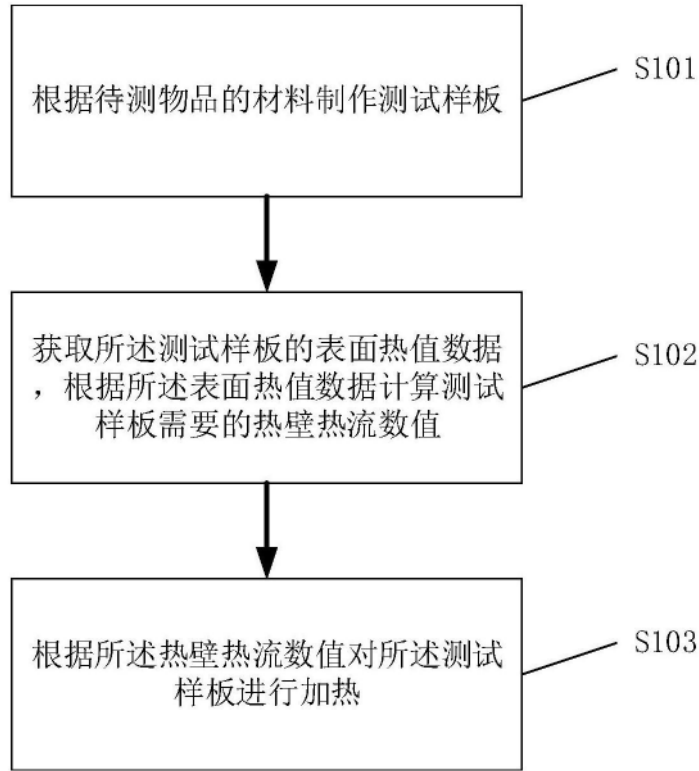 根据待测物品的材料制作测试样板
S101
获取所述测试样板的表面热值数据
，根据所述表面热值数据计算测试
样板需要的热壁热流数值
S102
根据所述热壁热流数值对所述测试
样板进行加热
S103